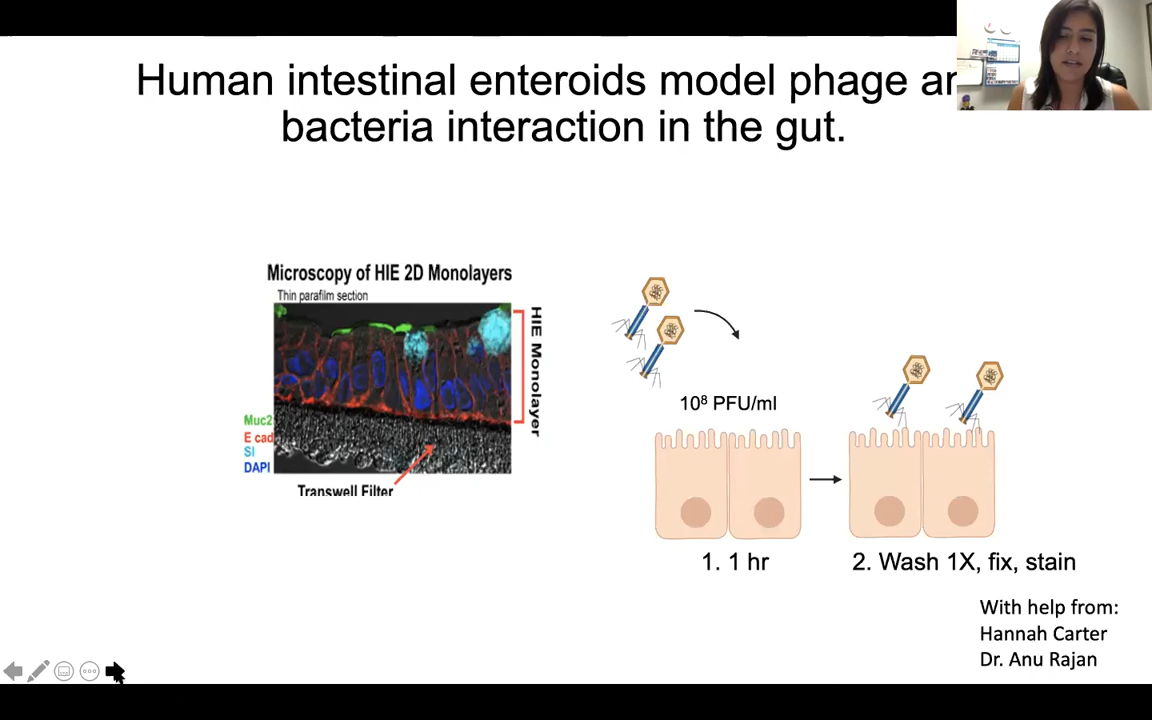 Human intestinal enteroids model phage an
bacteria interaction in the gut.
Microscopy of HIE 2D Monolayers
Thin parafilm section
HIE Monolayer
Muc2
E cad
SI
DAPI
Transwell Filter
10⁸ PFU/ml
1. 1 hr
2. Wash 1X, fix, stain
With help from:
Hannah Carter
Dr. Anu Rajan